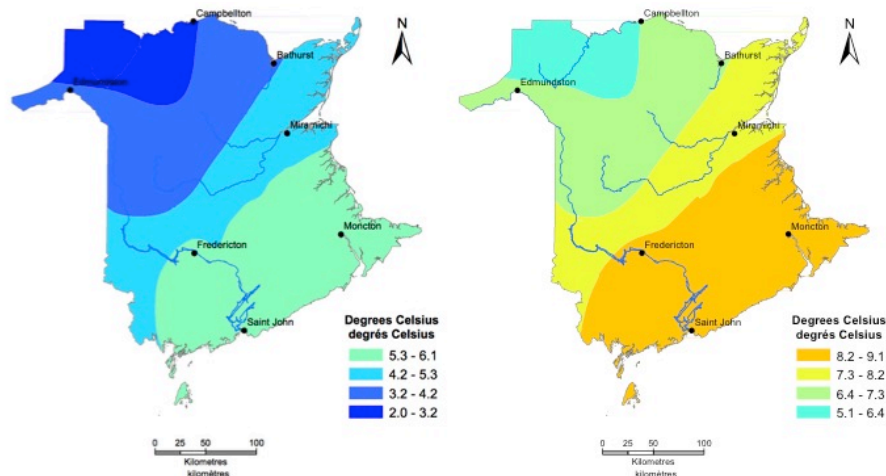 Campbellton
N
Bathurst
Edmundston
Miramichi
Fredericton
Moncton
Saint John
Degrees Celsius
degrés Celsius
5.3 - 6.1
4.2 - 5.3
3.2 - 4.2
2.0 - 3.2
0 25 50 100
Kilometres
kilomètres
Campbellton
N
Bathurst
Edmundston
Miramichi
Fredericton
Moncton
Saint John
Degrees Celsius
degrés Celsius
8.2 - 9.1
7.3 - 8.2
6.4 - 7.3
5.1 - 6.4
0 25 50 100
Kilometres
kilomètres